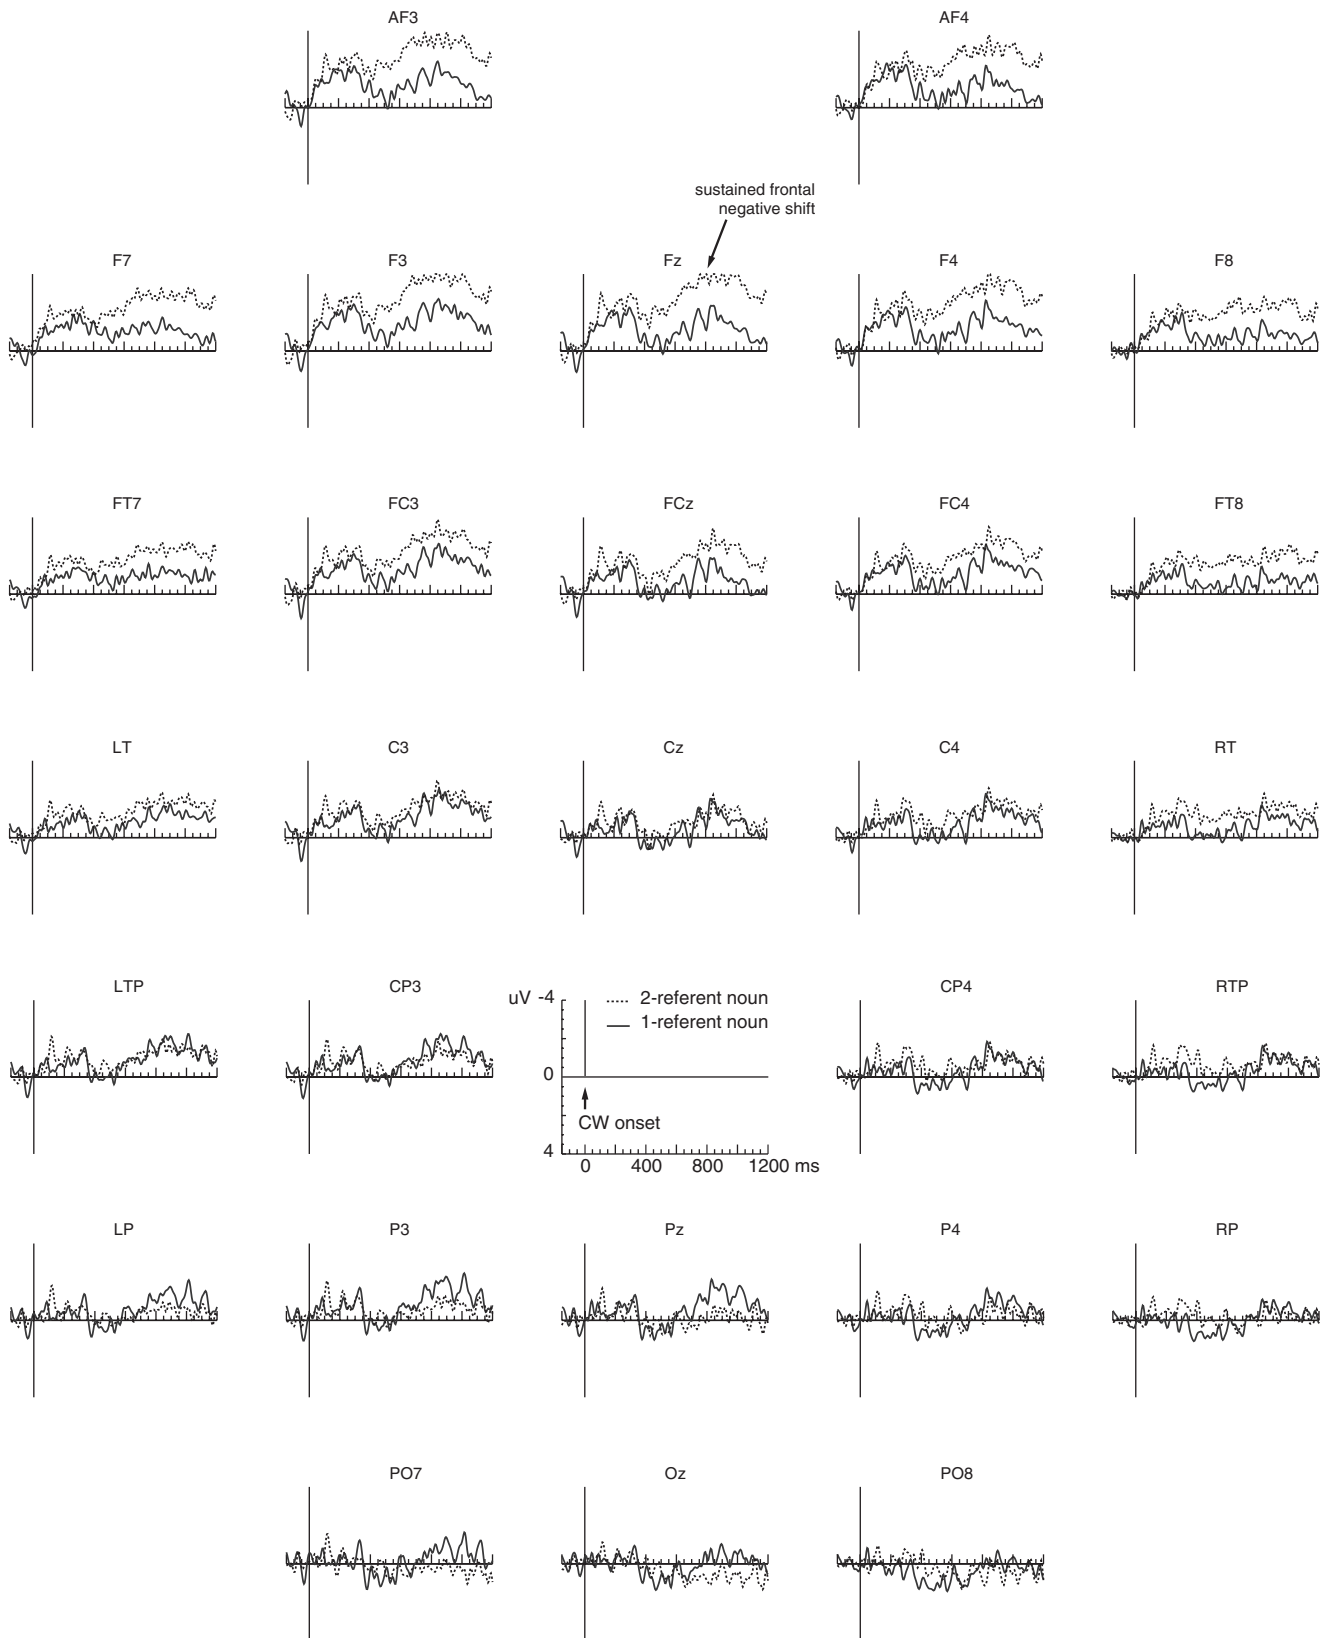 AF3
AF4
sustained frontal
negative shift
F7
F3
Fz
F4
F8
FT7
FC3
FCz
FC4
FT8
LT
C3
Cz
C4
RT
LTP
CP3
uV -4
2-referent noun
1-referent noun
0
CW onset
4
0 400 800 1200 ms
CP4
RTP
LP
P3
Pz
P4
RP
PO7
Oz
PO8